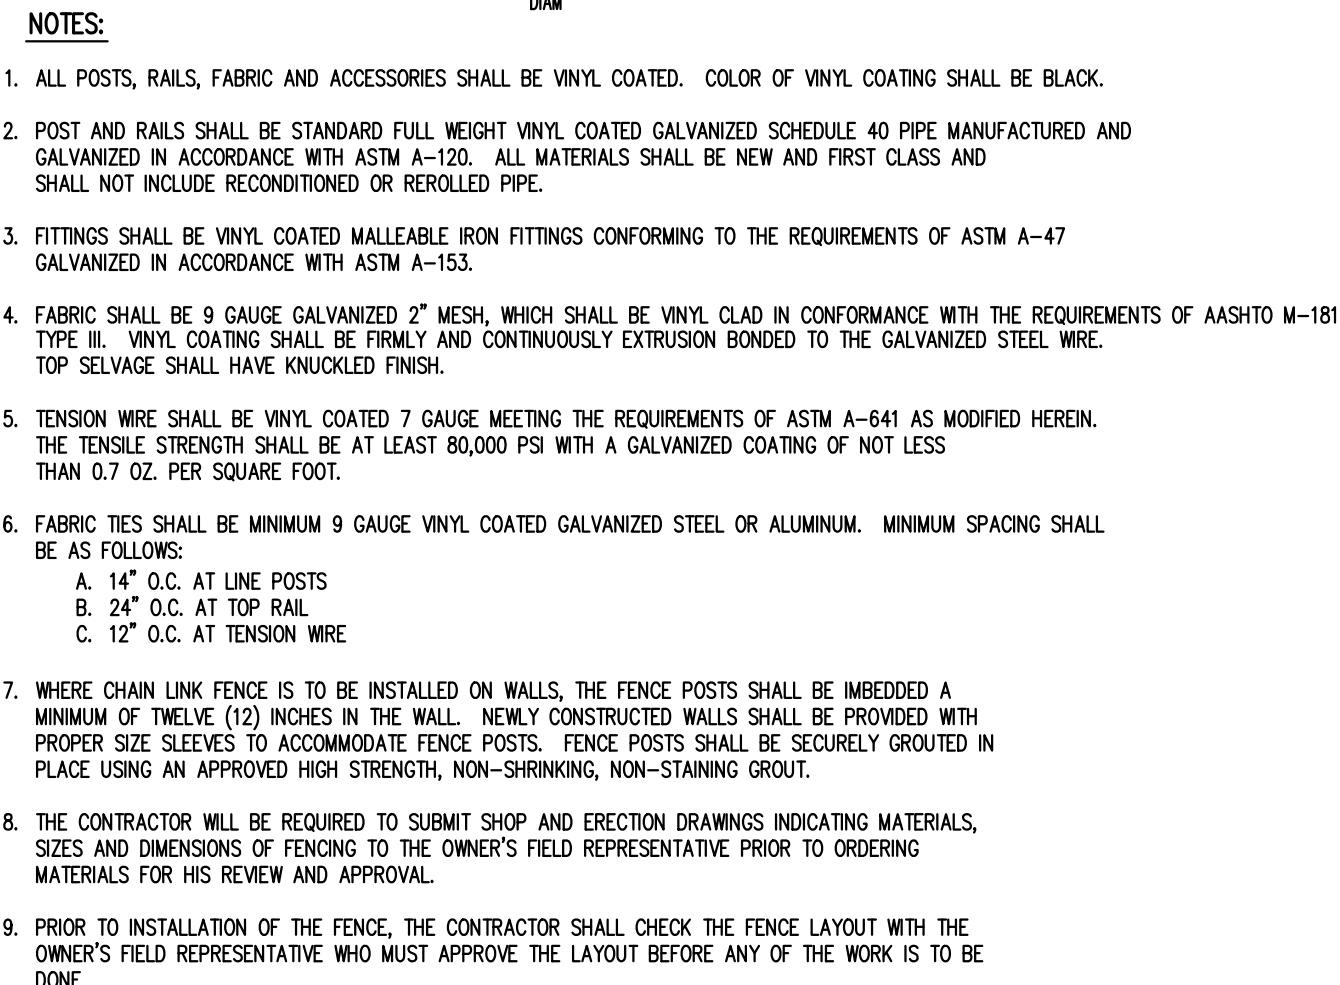 DIAM
NOTES:
1. ALL POSTS, RAILS, FABRIC AND ACCESSORIES SHALL BE VINYL COATED. COLOR OF VINYL COATING SHALL BE BLACK.
2. POST AND RAILS SHALL BE STANDARD FULL WEIGHT VINYL COATED GALVANIZED SCHEDULE 40 PIPE MANUFACTURED AND
GALVANIZED IN ACCORDANCE WITH ASTM A-120. ALL MATERIALS SHALL BE NEW AND FIRST CLASS AND
SHALL NOT INCLUDE RECONDITIONED OR REROLLED PIPE.
3. FITTINGS SHALL BE VINYL COATED MALLEABLE IRON FITTINGS CONFORMING TO THE REQUIREMENTS OF ASTM A-47
GALVANIZED IN ACCORDANCE WITH ASTM A-153.
4. FABRIC SHALL BE 9 GAUGE GALVANIZED 2" MESH, WHICH SHALL BE VINYL CLAD IN CONFORMANCE WITH THE REQUIREMENTS OF AASHTO M-181
TYPE III. VINYL COATING SHALL BE FIRMLY AND CONTINUOUSLY EXTRUSION BONDED TO THE GALVANIZED STEEL WIRE.
TOP SELVAGE SHALL HAVE KNUCKLED FINISH.
5. TENSION WIRE SHALL BE VINYL COATED 7 GAUGE MEETING THE REQUIREMENTS OF ASTM A-641 AS MODIFIED HEREIN.
THE TENSILE STRENGTH SHALL BE AT LEAST 80,000 PSI WITH A GALVANIZED COATING OF NOT LESS
THAN 0.7 OZ. PER SQUARE FOOT.
6. FABRIC TIES SHALL BE MINIMUM 9 GAUGE VINYL COATED GALVANIZED STEEL OR ALUMINUM. MINIMUM SPACING SHALL
BE AS FOLLOWS:
A. 14" O.C. AT LINE POSTS
B. 24" O.C. AT TOP RAIL
C. 12" O.C. AT TENSION WIRE
7. WHERE CHAIN LINK FENCE IS TO BE INSTALLED ON WALLS, THE FENCE POSTS SHALL BE IMBEDDED A
MINIMUM OF TWELVE (12) INCHES IN THE WALL. NEWLY CONSTRUCTED WALLS SHALL BE PROVIDED WITH
PROPER SIZE SLEEVES TO ACCOMMODATE FENCE POSTS. FENCE POSTS SHALL BE SECURELY GROUTED IN
PLACE USING AN APPROVED HIGH STRENGTH, NON-SHRINKING, NON-STAINING GROUT.
8. THE CONTRACTOR WILL BE REQUIRED TO SUBMIT SHOP AND ERECTION DRAWINGS INDICATING MATERIALS,
SIZES AND DIMENSIONS OF FENCING TO THE OWNER'S FIELD REPRESENTATIVE PRIOR TO ORDERING
MATERIALS FOR HIS REVIEW AND APPROVAL.
9. PRIOR TO INSTALLATION OF THE FENCE, THE CONTRACTOR SHALL CHECK THE FENCE LAYOUT WITH THE
OWNER'S FIELD REPRESENTATIVE WHO MUST APPROVE THE LAYOUT BEFORE ANY OF THE WORK IS TO BE
DONE